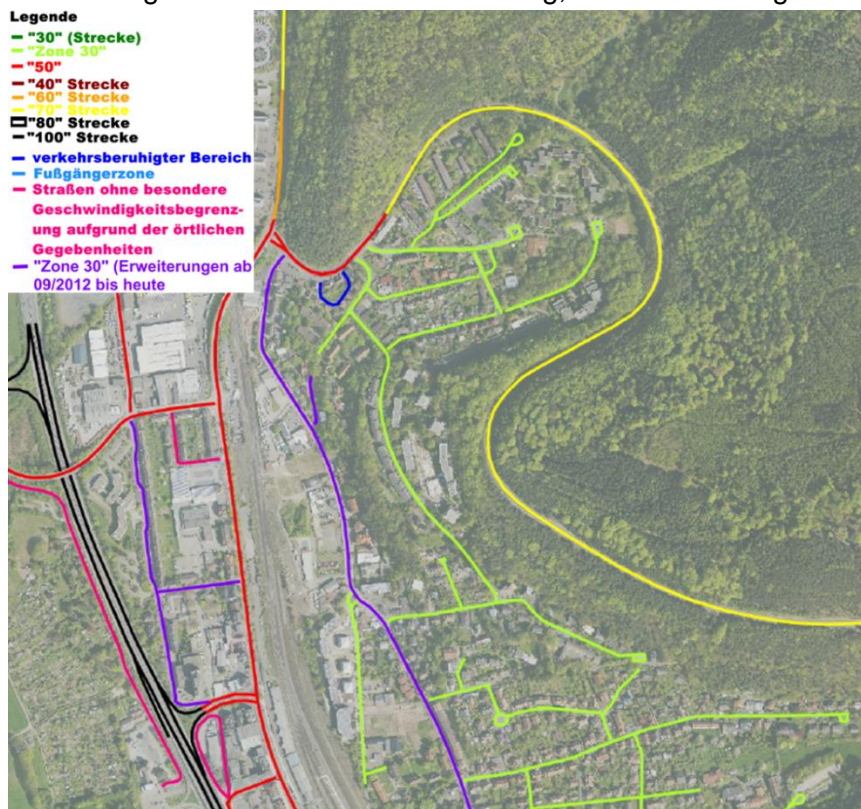 Legende
"30" (Strecke)
"Zone 30"
"50"
"40" Strecke
"60" Strecke
"70" Strecke
"80" Strecke
"100" Strecke
verkehrsberuhigter Bereich
Fußgängerzone
Straßen ohne besondere
Geschwindigkeitsbegrenz-
ung aufgrund der örtlichen
Gegebenheiten
"Zone 30" (Erweiterungen ab
09/2012 bis heute